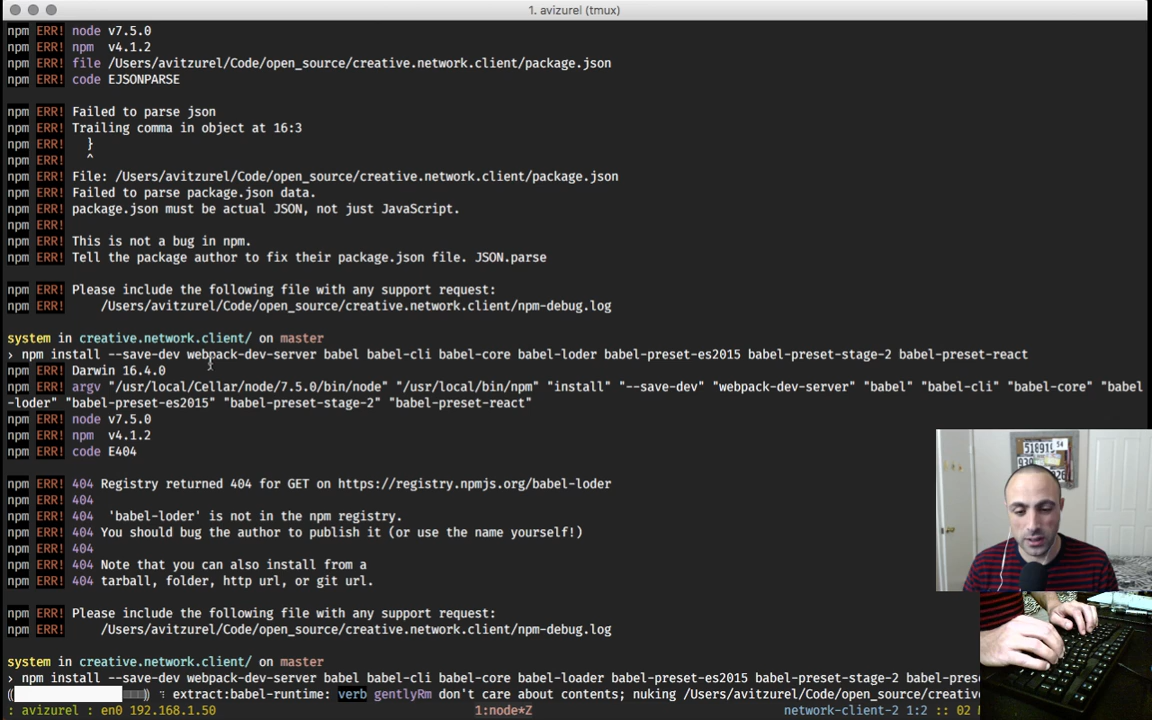 1. avizurel (tmux)
npm ERR! node v7.5.0
npm ERR! npm  v4.1.2
npm ERR! file /Users/avitzurel/Code/open_source/creative.network.client/package.json
npm ERR! code EJSONPARSE
npm ERR! Failed to parse json
npm ERR! Trailing comma in object at 16:3
npm ERR!   }
npm ERR!   ^
npm ERR! File: /Users/avitzurel/Code/open_source/creative.network.client/package.json
npm ERR! Failed to parse package.json data.
npm ERR! package.json must be actual JSON, not just JavaScript.
npm ERR!
npm ERR! This is not a bug in npm.
npm ERR! Tell the package author to fix their package.json file. JSON.parse
npm ERR! Please include the following file with any support request:
npm ERR!     /Users/avitzurel/Code/open_source/creative.network.client/npm-debug.log
system in creative.network.client/ on master
› npm install --save-dev webpack-dev-server babel babel-cli babel-core babel-loder babel-preset-es2015 babel-preset-stage-2 babel-preset-react
npm ERR! Darwin 16.4.0
npm ERR! argv "/usr/local/Cellar/node/7.5.0/bin/node" "/usr/local/bin/npm" "install" "--save-dev" "webpack-dev-server" "babel" "babel-cli" "babel-core" "babel
-loder" "babel-preset-es2015" "babel-preset-stage-2" "babel-preset-react"
npm ERR! node v7.5.0
npm ERR! npm  v4.1.2
npm ERR! code E404
npm ERR! 404 Registry returned 404 for GET on https://registry.npmjs.org/babel-loder
npm ERR! 404
npm ERR! 404  'babel-loder' is not in the npm registry.
npm ERR! 404 You should bug the author to publish it (or use the name yourself!)
npm ERR! 404
npm ERR! 404 Note that you can also install from a
npm ERR! 404 tarball, folder, http url, or git url.
npm ERR! Please include the following file with any support request:
npm ERR!     /Users/avitzurel/Code/open_source/creative.network.client/npm-debug.log
system in creative.network.client/ on master
› npm install --save-dev webpack-dev-server babel babel-cli babel-core babel-loader babel-preset-es2015 babel-preset-stage-2 babel-pres
extract:babel-runtime: verb gentlyRm don't care about contents; nuking /Users/avitzurel/Code/open_source/creative
: avizurel : en0 192.168.1.50 1:node*Z network-client-2 1:2 :: 02